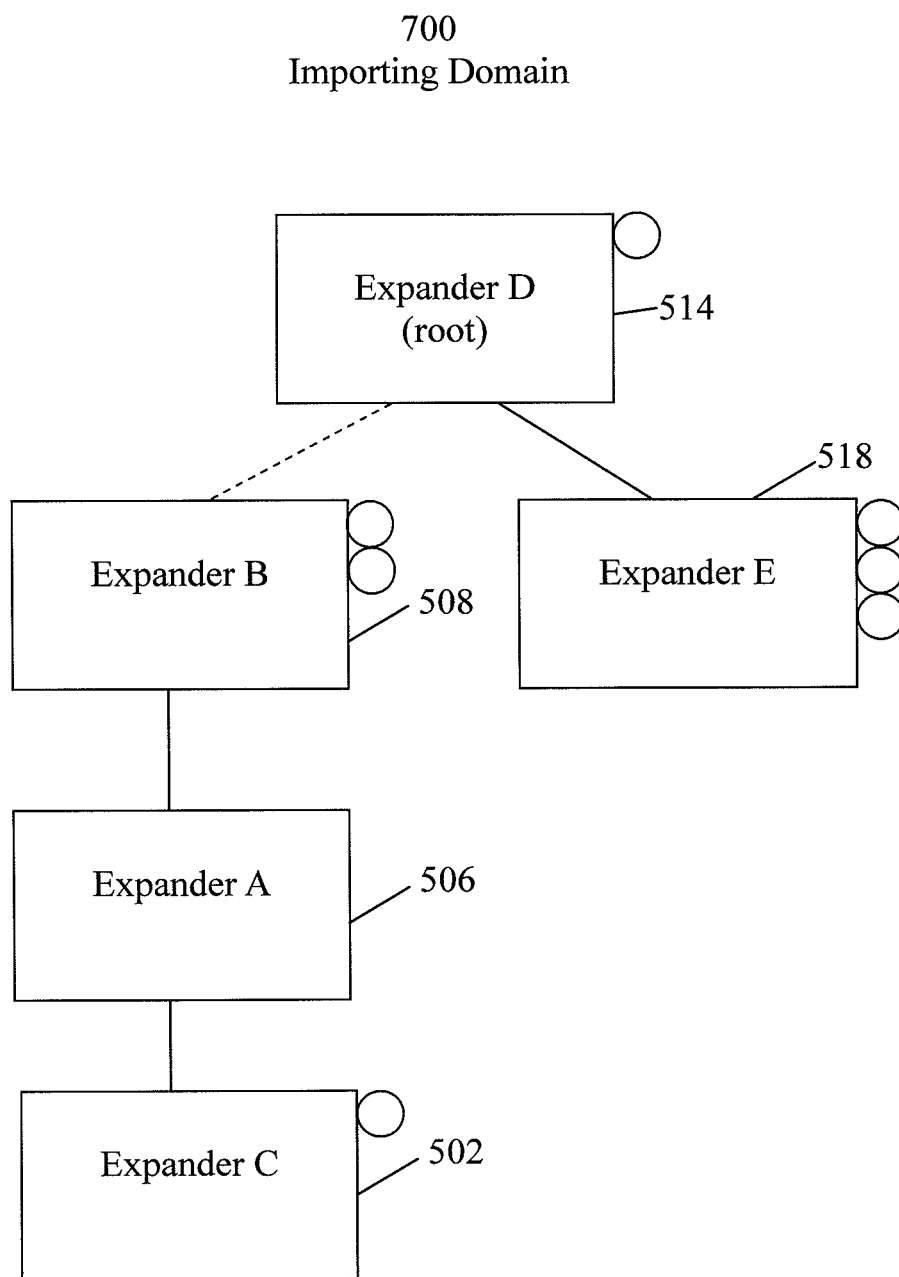 700
Importing Domain
Expander D
(root)
514
518
Expander B
Expander E
508
Expander A
506
Expander C
502